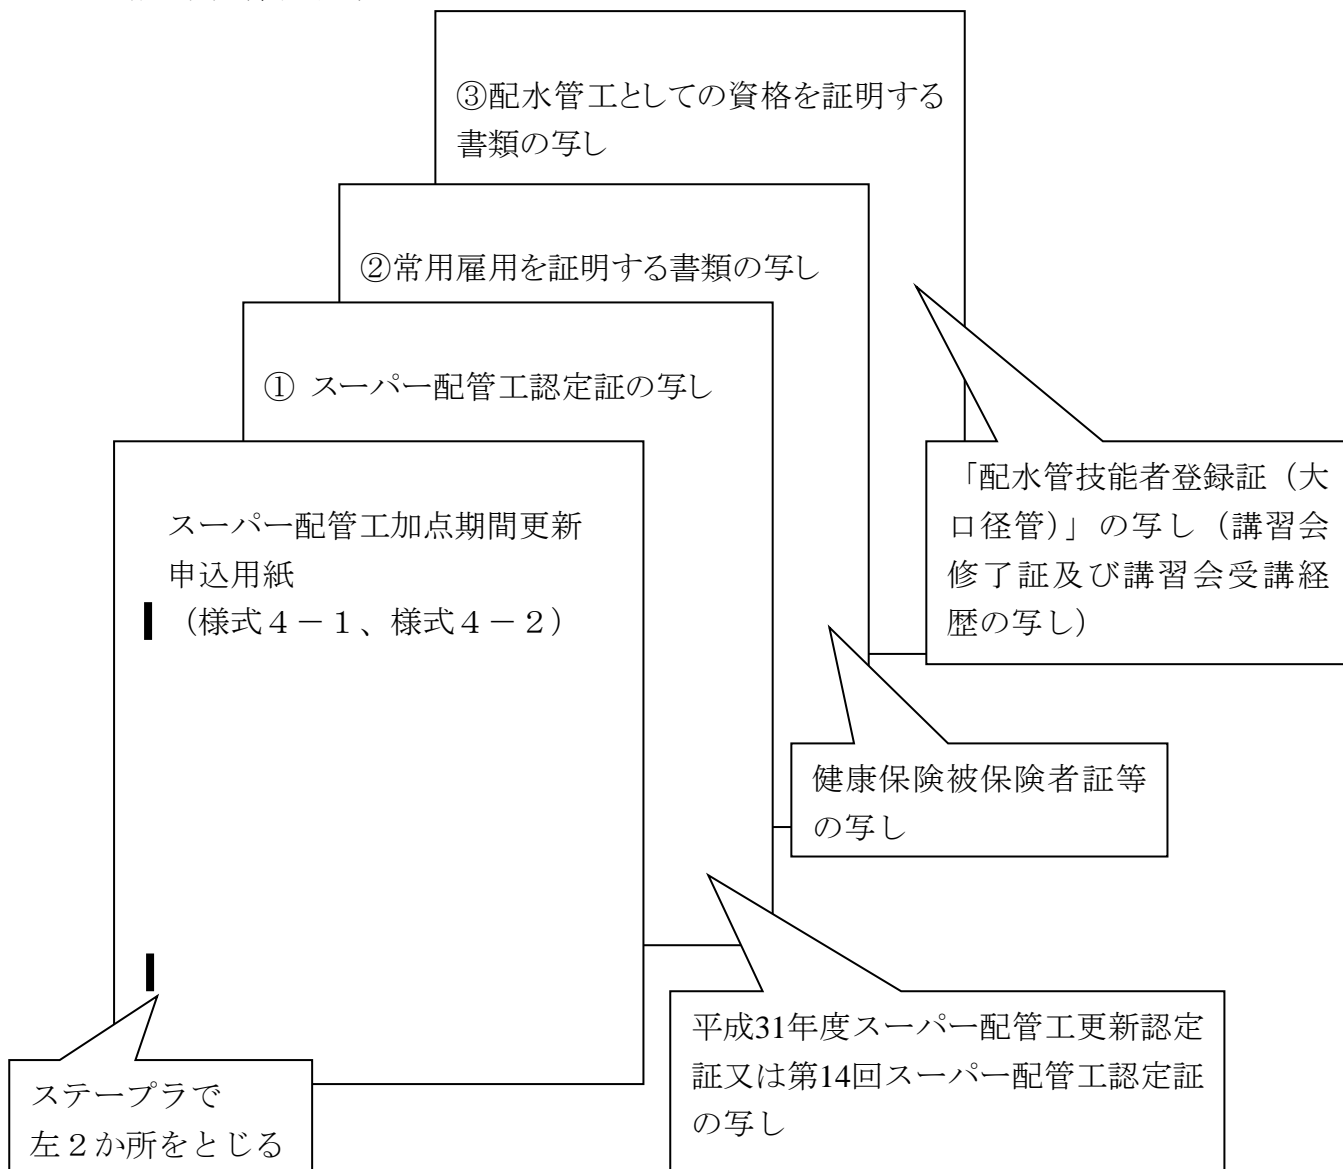 ③配水管工としての資格を証明する
書類の写し
②常用雇用を証明する書類の写し
① スーパー配管工認定証の写し
スーパー配管工加点期間更新
申込用紙
（様式４－１、様式４－２）
「配水管技能者登録証（大
口径管）」の写し（講習会
修了証及び講習会受講経
歴の写し）
健康保険被保険者証等
の写し
平成31年度スーパー配管工更新認定
証又は第14回スーパー配管工認定証
の写し
ステープラで
左２か所をとじる